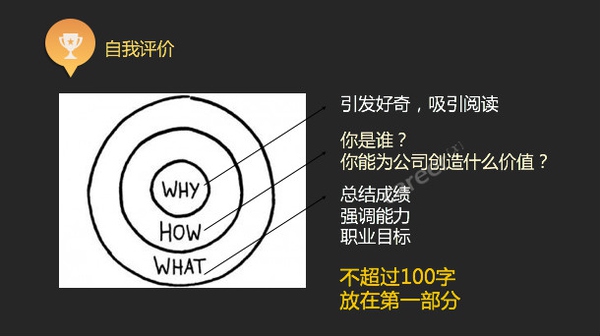 自我评价
引发好奇，吸引阅读
你是谁？
你能为公司创造什么价值？
WHY
总结成绩
强调能力
HOW
职业目标
WHAT
不超过100字
放在第一部分